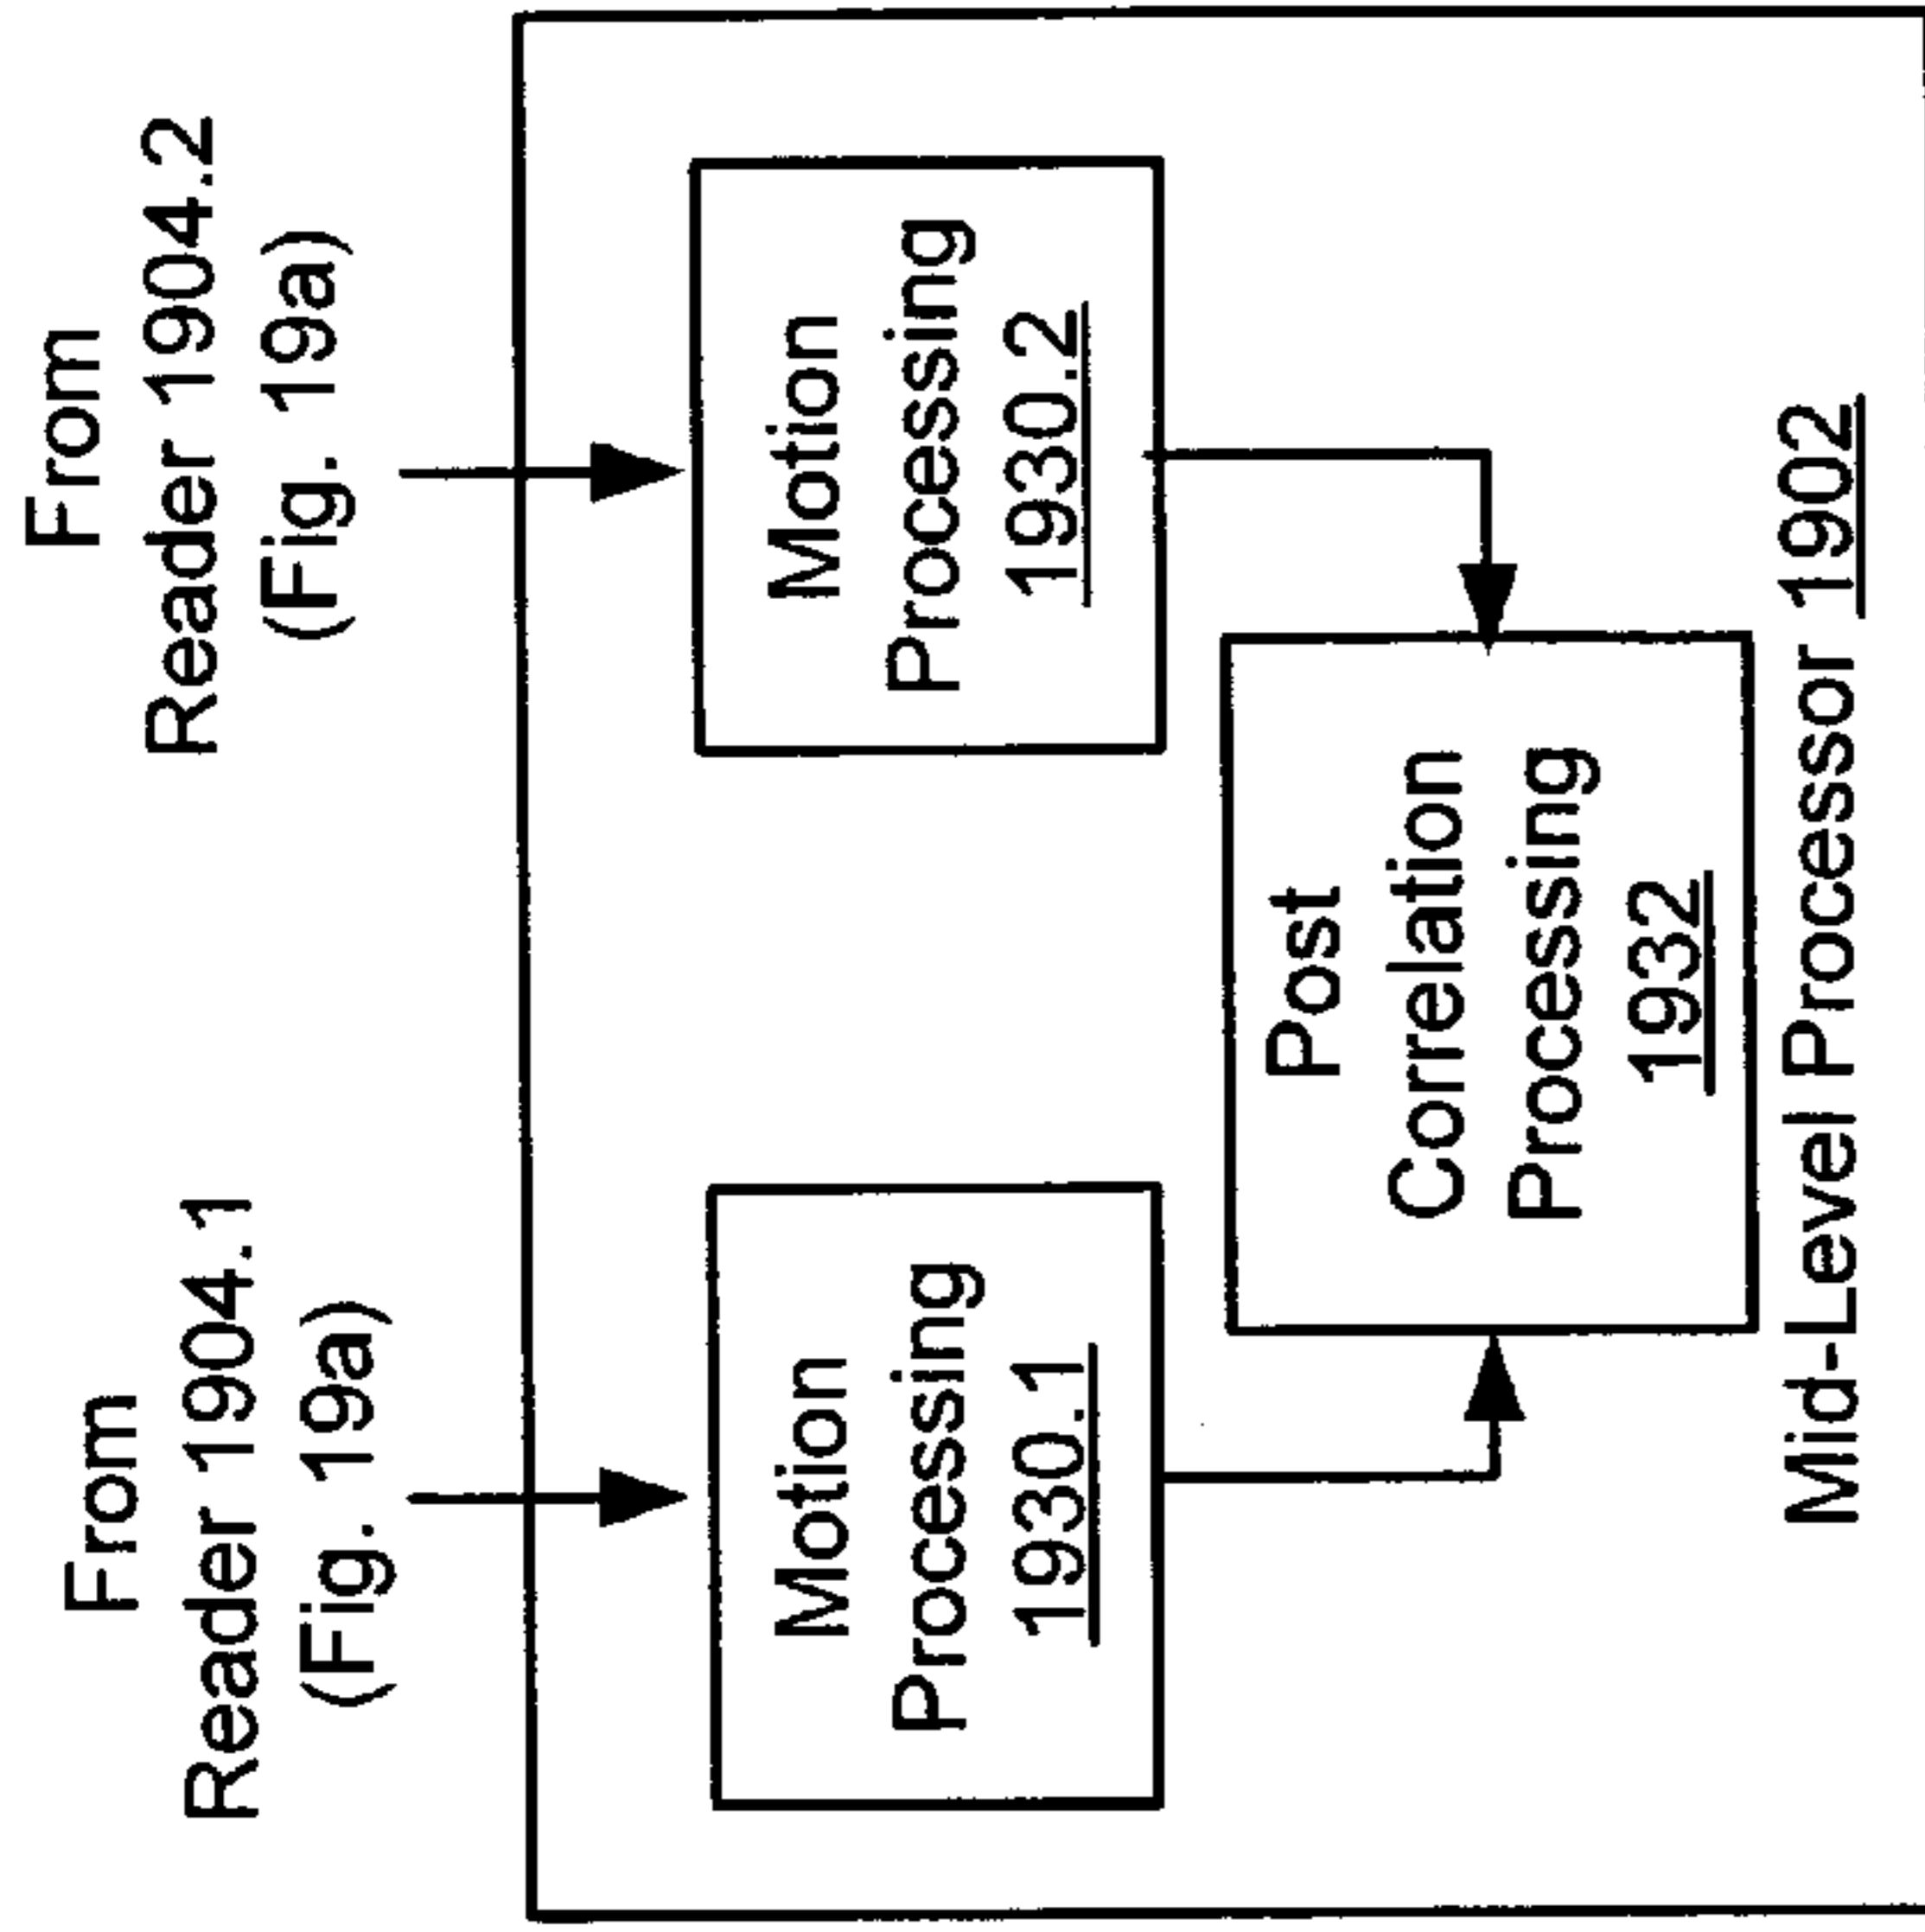 From
Reader 1904.1
(Fig. 19a)
From
Reader 1904.2
(Fig. 19a)
Motion
Processing
1930.1
Motion
Processing
1930.2
Post
Correlation
Processing
1932
Mid-Level Processor 1902